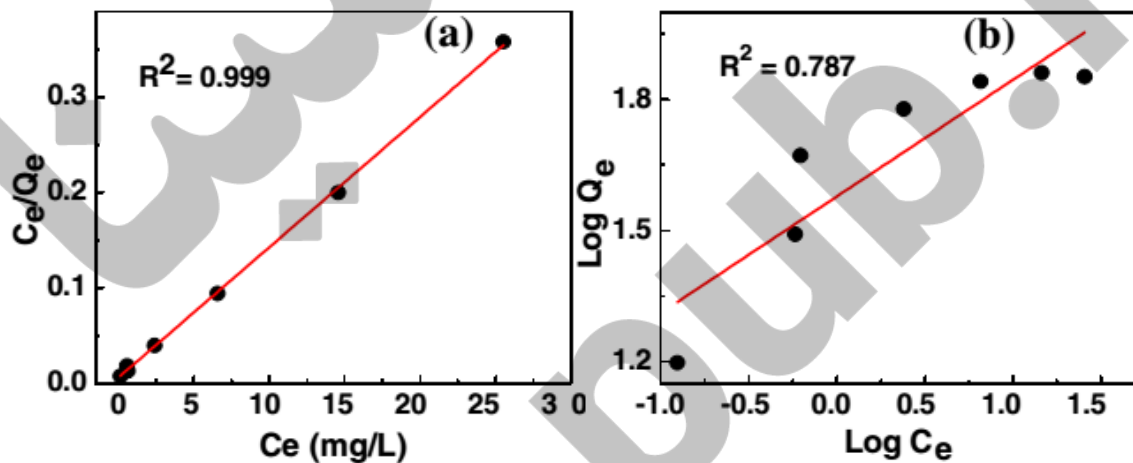 (a)
R² = 0.999
Ce/Qe
0.3
0.2
0.1
0.0
0 5 10 15 20 25 3 0
Ce (mg/L)
(b)
R² = 0.787
Log Qe
1.8
1.5
1.2
-1.0 -0.5 0.0 0.5 1.0 1.5
Log Ce